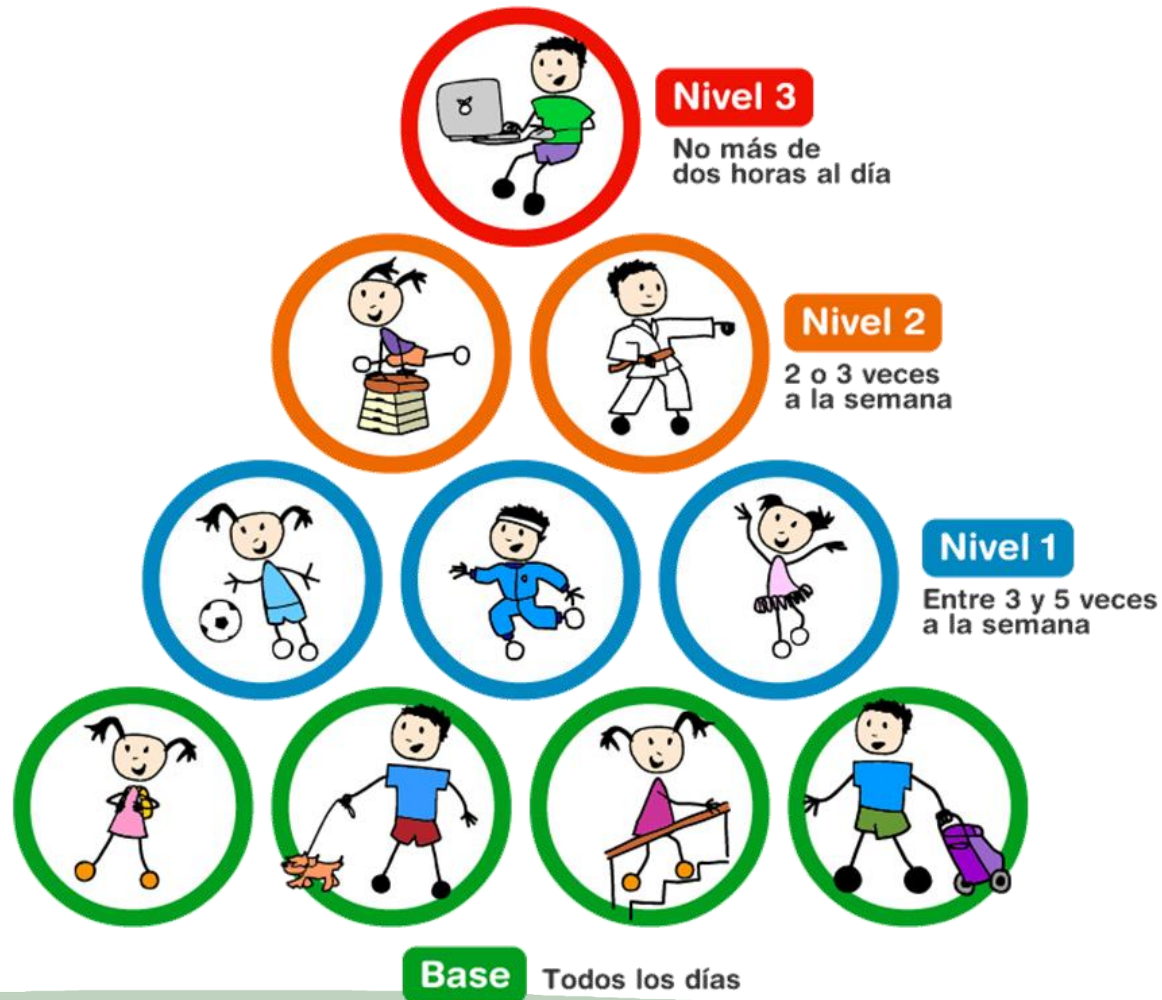 Nivel 3
No más de
dos horas al día
Nivel 2
2 o 3 veces
a la semana
Nivel 1
Entre 3 y 5 veces
a la semana
Base Todos los días